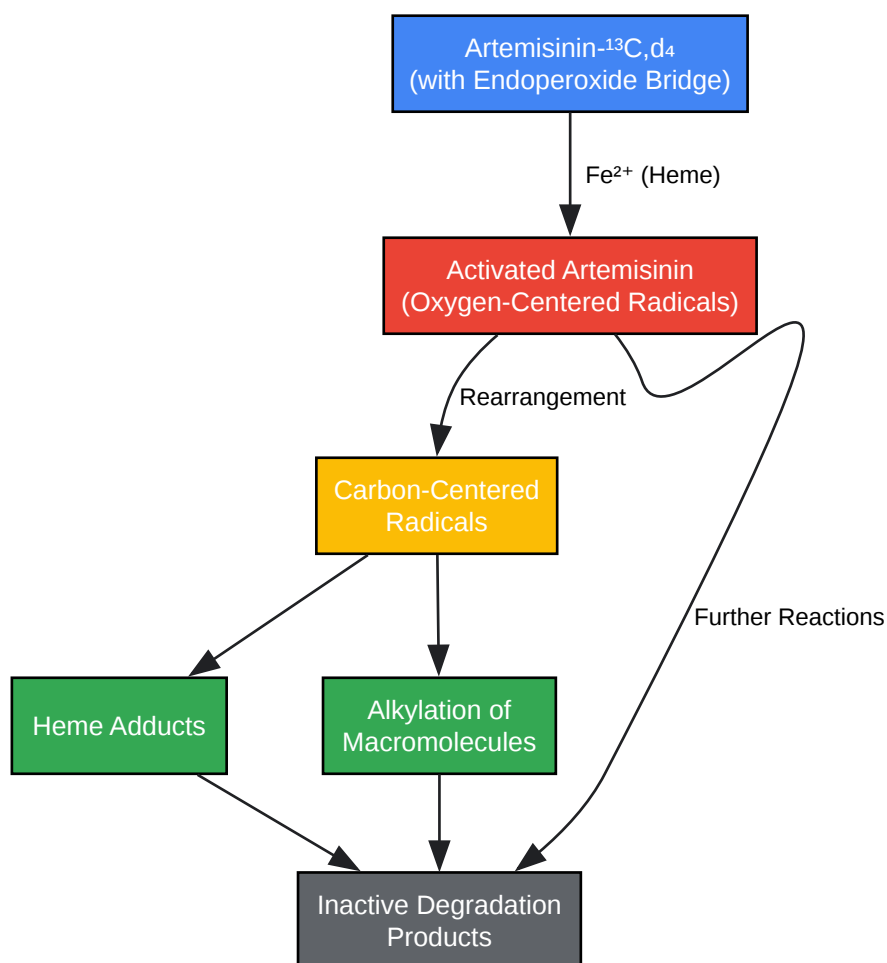 Artemisinin-¹³C,d₄
(with Endoperoxide Bridge)
Fe²⁺ (Heme)
Activated Artemisinin
(Oxygen-Centered Radicals)
Rearrangement
Carbon-Centered
Radicals
Further Reactions
Heme Adducts
Alkylation of
Macromolecules
Inactive Degradation
Products